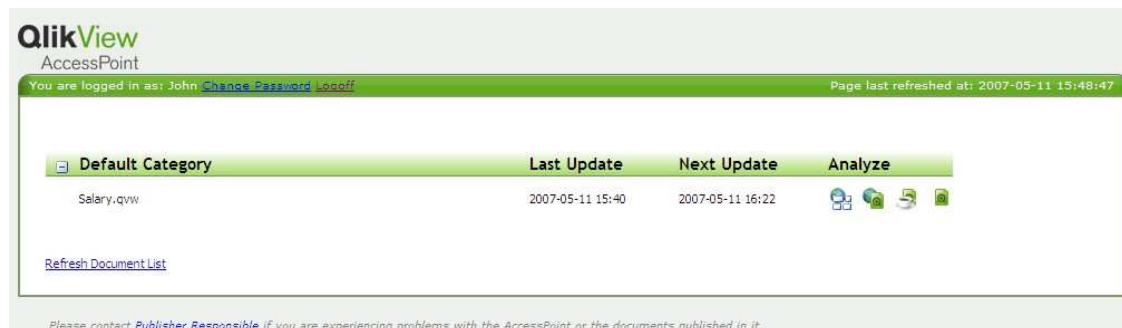 QlikView
AccessPoint
You are logged in as: John Change Password Logoff Page last refreshed at: 2007-05-11 15:48:47
Default Category Last Update Next Update Analyze
Salary.qvw 2007-05-11 15:40 2007-05-11 16:22
Refresh Document List
Please contact Publisher Responsible if you are experiencing problems with the AccessPoint or the documents published in it